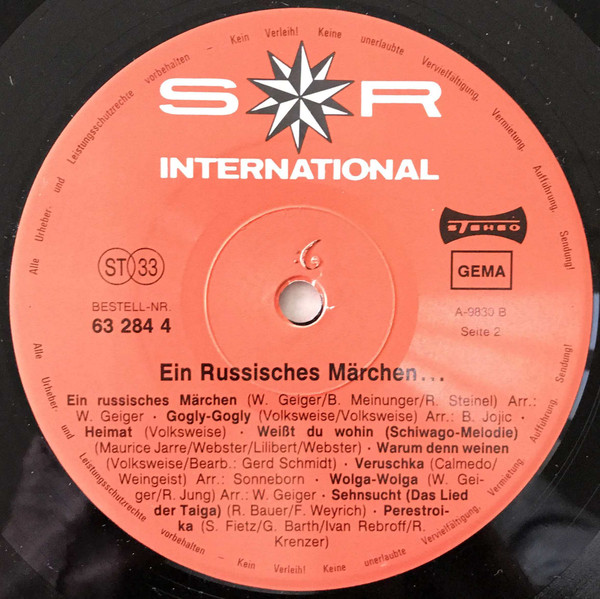 Alle Urheber- und Leistungsschutzrechte vorbehalten - Kein Verleih! Keine unerlaubte Vervielfältigung, Vermietung, Aufführung, Sendung!
S R
INTERNATIONAL
STEREO
ST 33
GEMA
BESTELL-NR.
63 284 4
A-9830 B
Seite 2
Ein Russisches Märchen...
Ein russisches Märchen (W. Geiger/B. Meinunger/R. Steinel) Arr.:
W. Geiger · Gogly-Gogly (Volksweise/Volksweise) Arr.: B. Jojic ·
Heimat (Volksweise) · Weißt du wohin (Schiwago-Melodie)
(Maurice Jarre/Webster/Lilibert/Webster) · Warum denn weinen
(Volksweise/Bearb.: Gerd Schmidt) · Veruschka (Calmedo/
Weingeist) Arr.: Sonneborn · Wolga-Wolga (W. Gei-
ger/R. Jung) Arr.: W. Geiger · Sehnsucht (Das Lied
der Taiga) (R. Bauer/F. Weyrich) · Perestroi-
ka (S. Fietz/G. Barth/Ivan Rebroff/R.
Krenzer)
Alle Urheber- und Leistungsschutzrechte vorbehalten - Kein Verleih! Keine unerlaubte Vervielfältigung, Vermietung, Aufführung, Sendung!